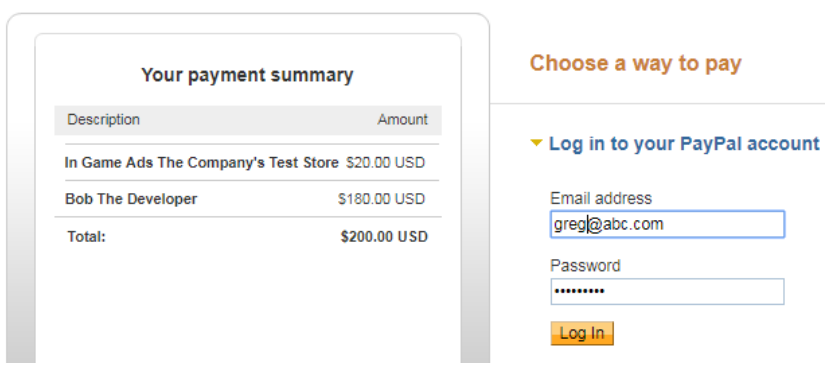 Your payment summary
Description Amount
In Game Ads The Company's Test Store $20.00 USD
Bob The Developer $180.00 USD
Total: $200.00 USD
Choose a way to pay
Log in to your PayPal account
Email address
greg@abc.com
Password
•••••••••
Log In